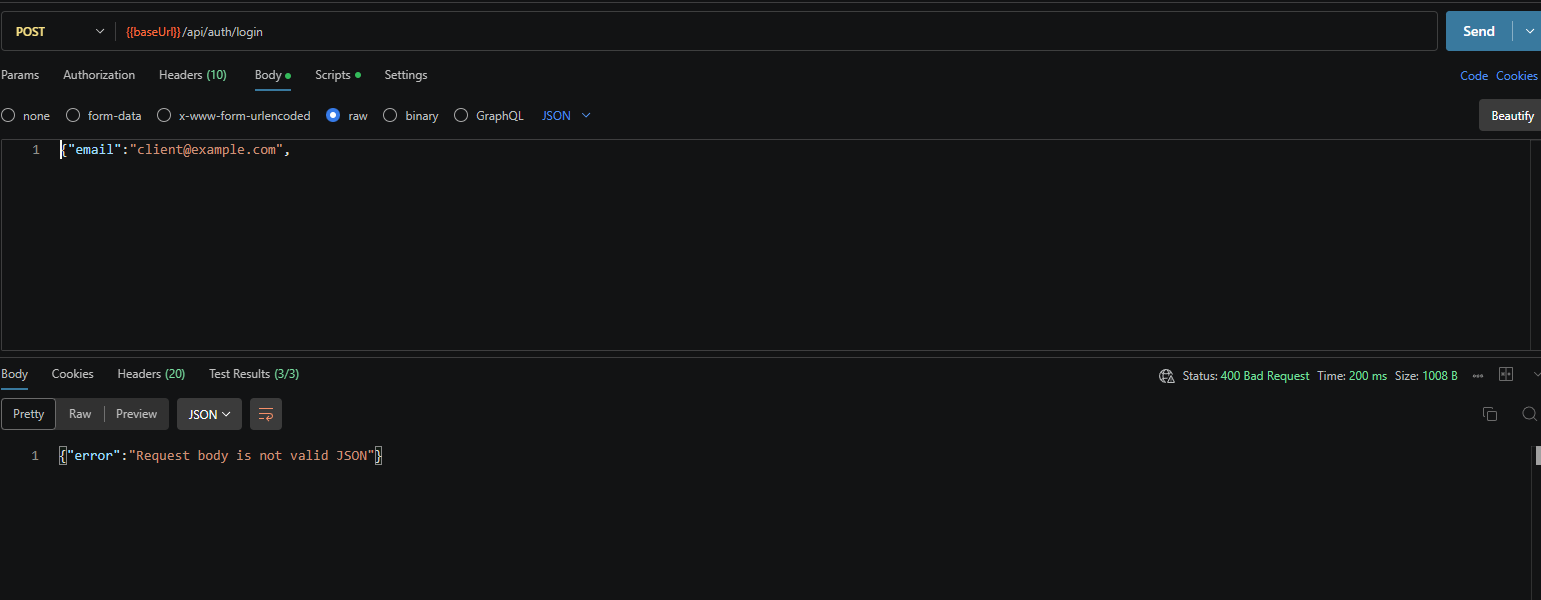 POST {{baseUrl}}/api/auth/login Send
Params Authorization Headers (10) Body Scripts Settings Code Cookies
none form-data x-www-form-urlencoded raw binary GraphQL JSON Beautify
1 {"email":"client@example.com",
Body Cookies Headers (20) Test Results (3/3) Status: 400 Bad Request Time: 200 ms Size: 1008 B
Pretty Raw Preview JSON
1 {"error":"Request body is not valid JSON"}